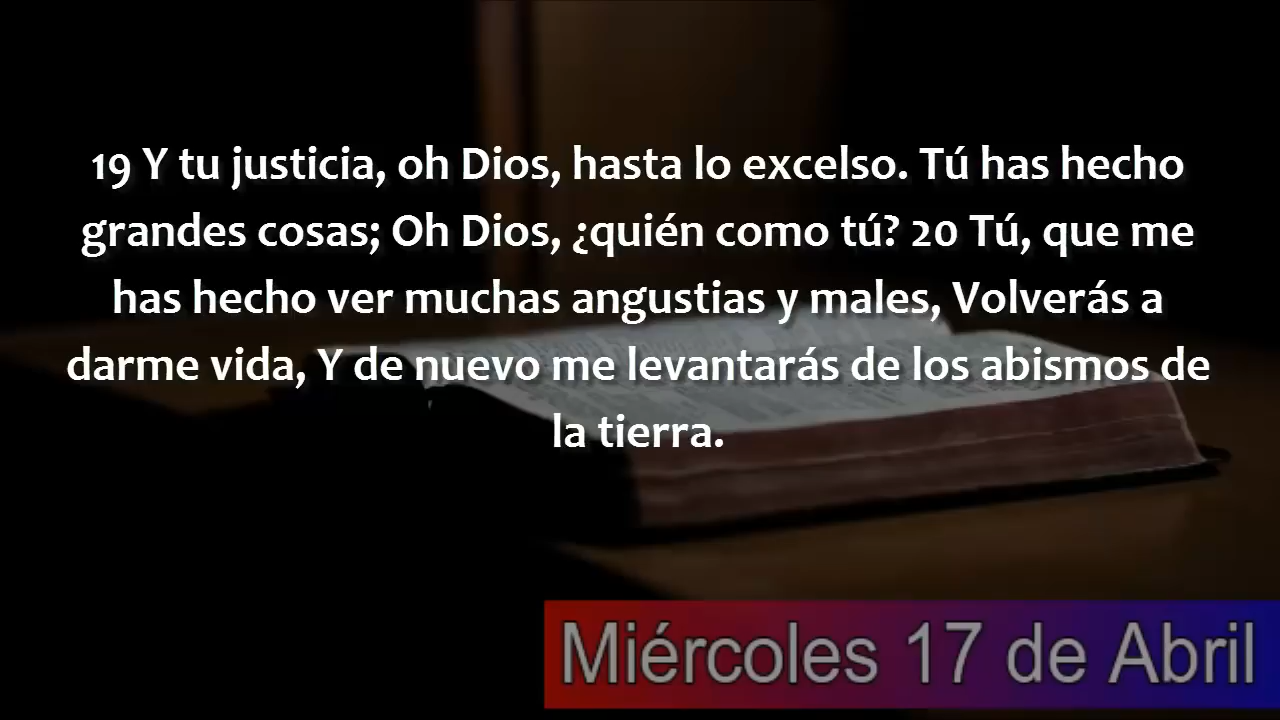 19 Y tu justicia, oh Dios, hasta lo excelso. Tú has hecho
grandes cosas; Oh Dios, ¿quién como tú? 20 Tú, que me
has hecho ver muchas angustias y males, Volverás a
darme vida, Y de nuevo me levantarás de los abismos de
la tierra.
Miércoles 17 de Abril